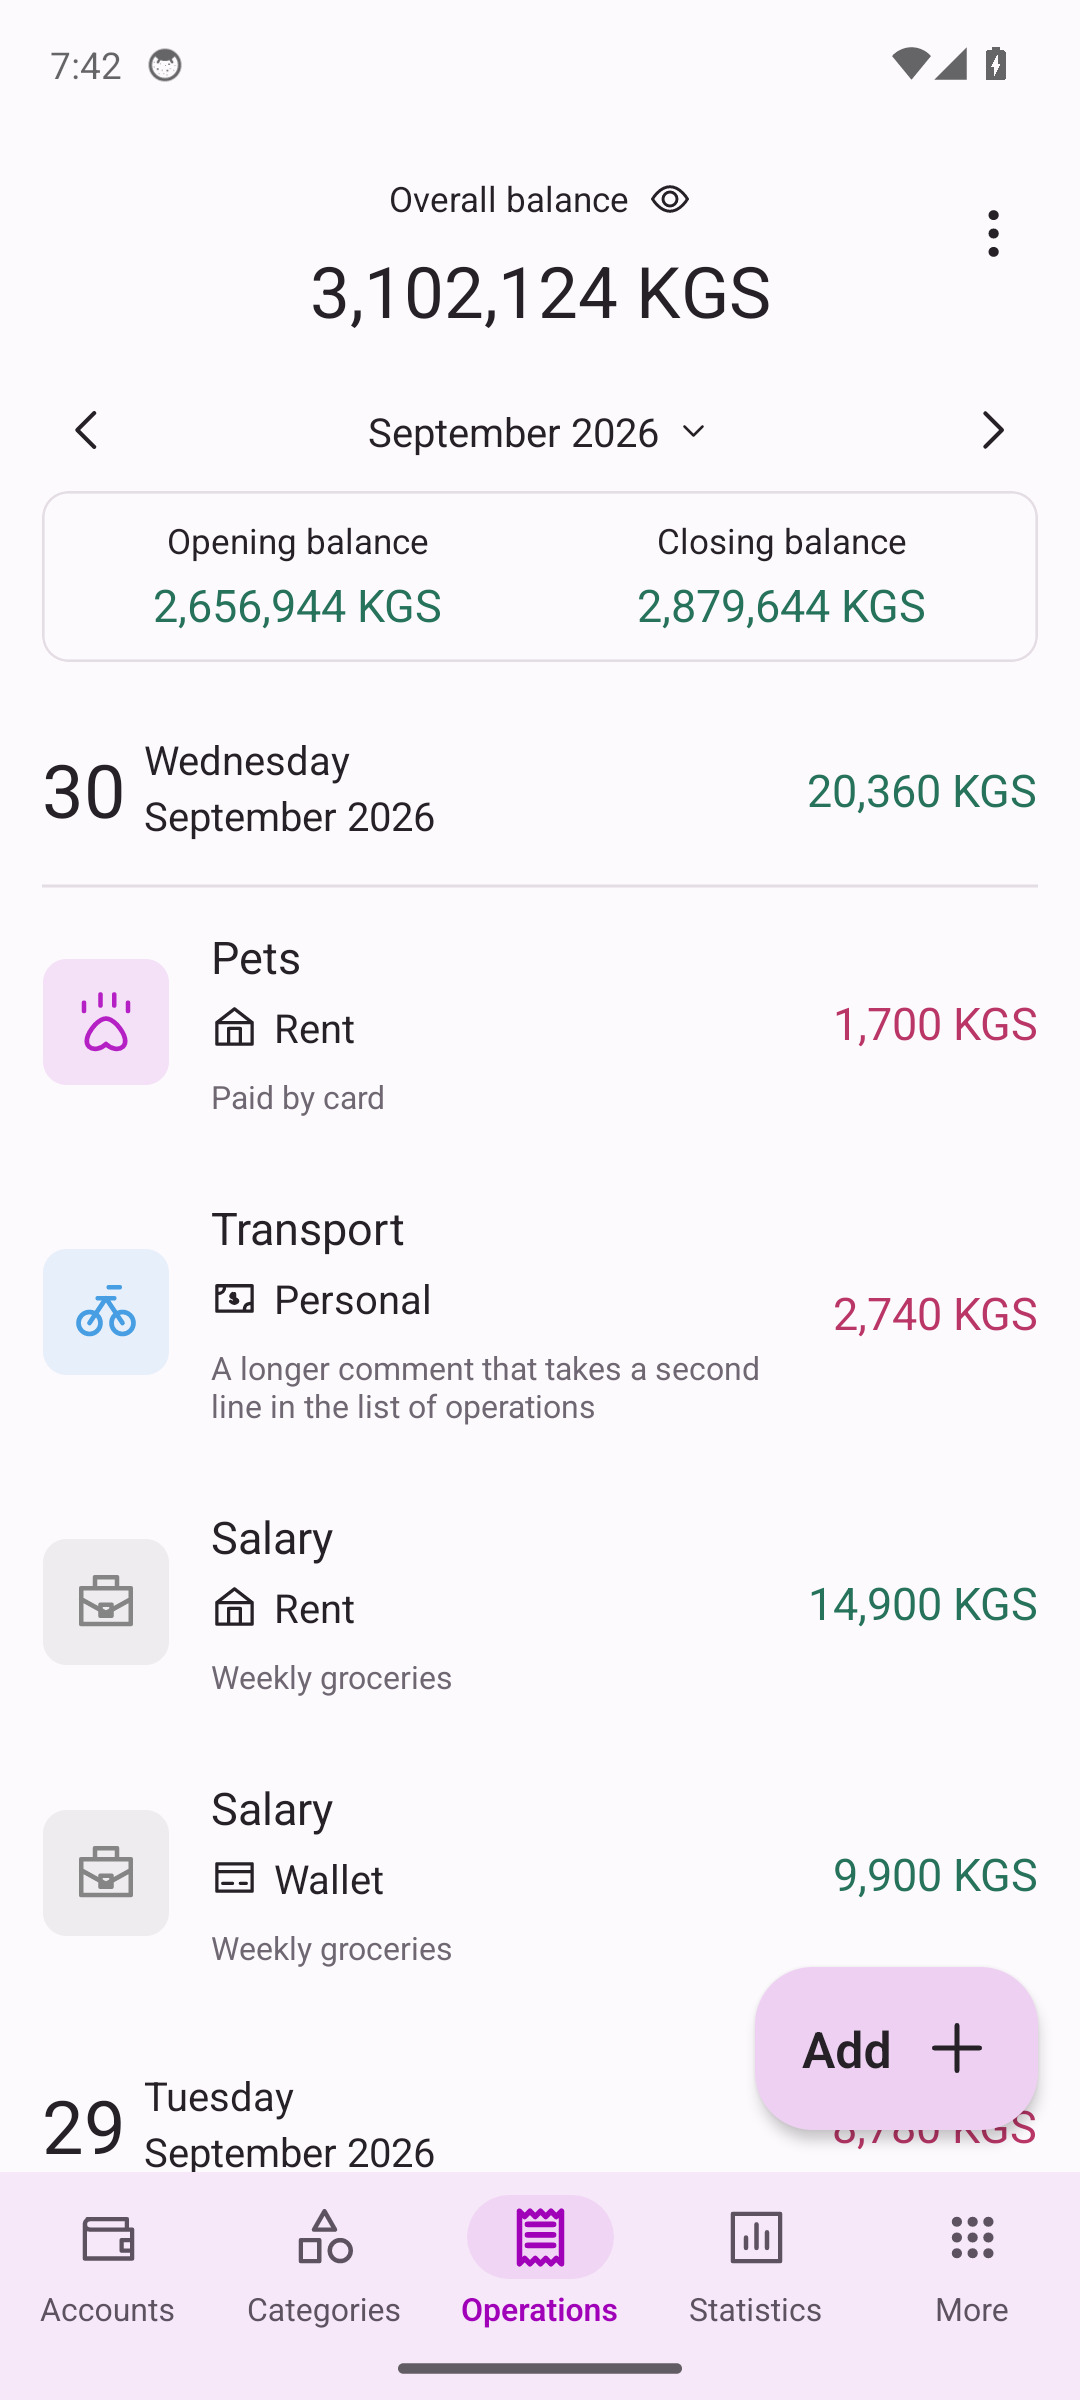 7:42
Overall balance
3,102,124 KGS
September 2026
Opening balance
Closing balance
2,656,944 KGS
2,879,644 KGS
30
Wednesday
September 2026
20,360 KGS
Pets
Rent
1,700 KGS
Paid by card
Transport
Personal
2,740 KGS
A longer comment that takes a second
line in the list of operations
Salary
Rent
14,900 KGS
Weekly groceries
Salary
Wallet
9,900 KGS
Weekly groceries
Add
29
Tuesday
September 2026
KGS
Accounts
Categories
Operations
Statistics
More